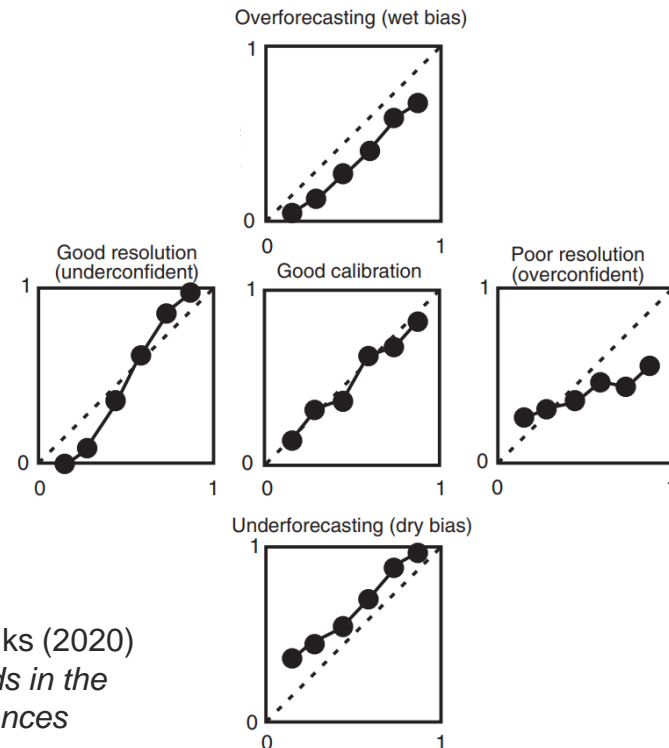 Overforecasting (wet bias)
1
0
0
1
Good resolution
(underconfident)
1
0
0
1
Good calibration
1
0
0
1
Poor resolution
(overconfident)
1
0
0
Underforecasting (dry bias)
1
0
0
1
ks (2020)
ds in the
nces